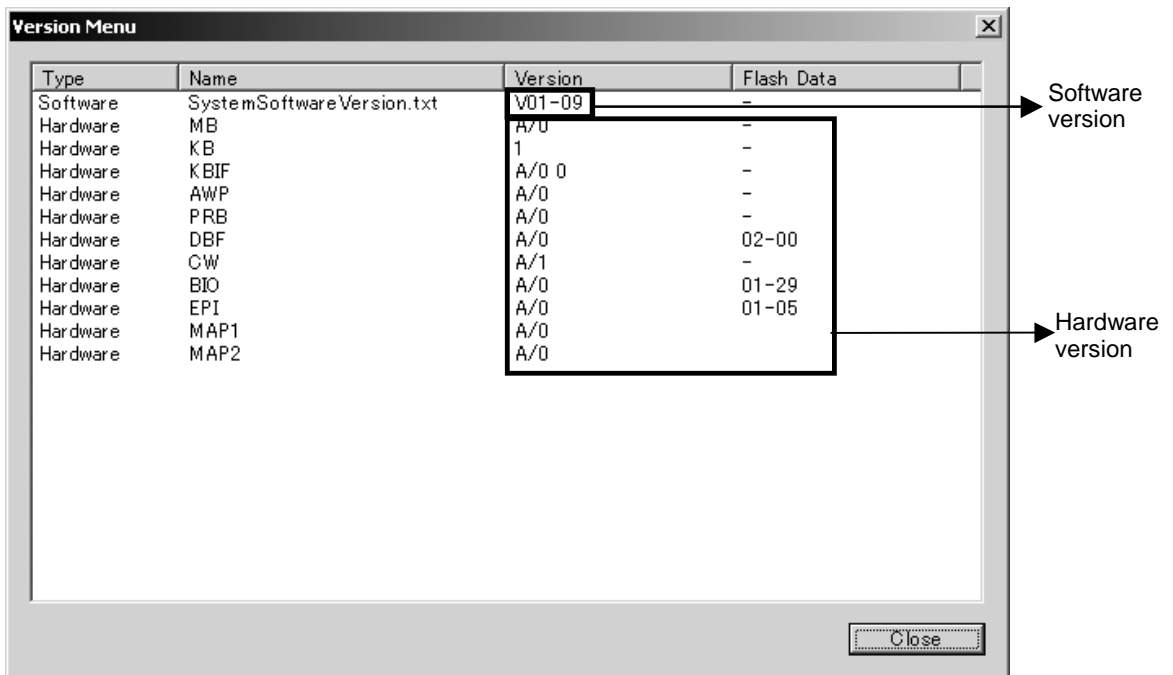 Version Menu
Type Name Version Flash Data
Software SystemSoftwareVersion.txt V01-09 -
Software version
Hardware MB A/0 -
Hardware KB 1 -
Hardware KBIF A/0 0 -
Hardware AWP A/0 -
Hardware PRB A/0 -
Hardware DBF A/0 02-00
Hardware CW A/1 -
Hardware BIO A/0 01-29
Hardware EPI A/0 01-05
Hardware MAP1 A/0
Hardware MAP2 A/0
Hardware version
Close